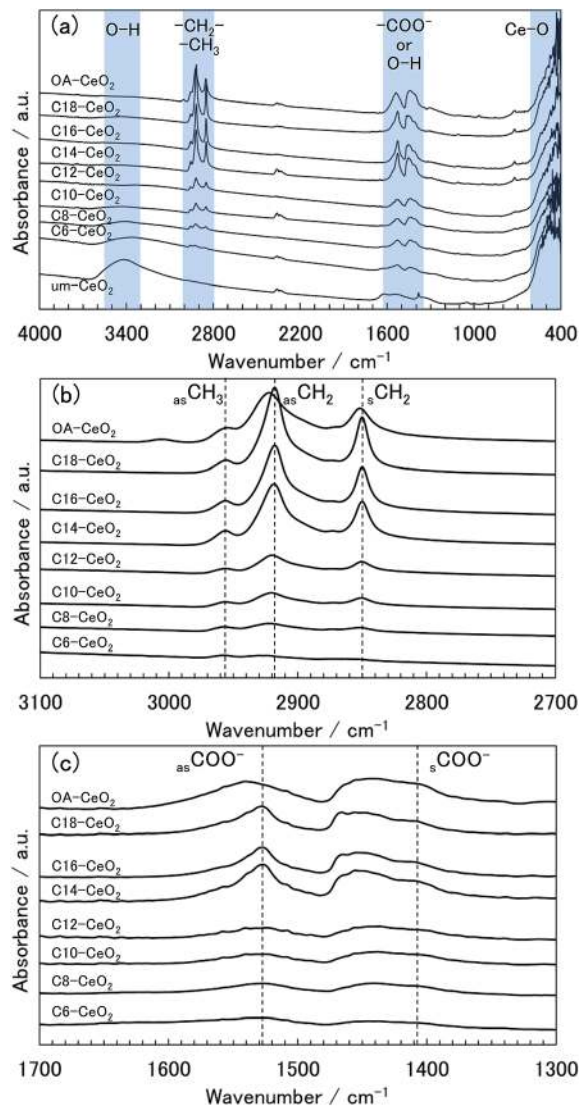 (a)
O–H
–CH₂–
–CH₃
–COO⁻
or
O–H
Ce–O
OA–CeO₂
C18–CeO₂
C16–CeO₂
C14–CeO₂
C12–CeO₂
C10–CeO₂
C8–CeO₂
C6–CeO₂
um–CeO₂
Absorbance / a.u.
4000 3400 2800 2200 1600 1000 400
Wavenumber / cm⁻¹
(b)
asCH₃
asCH₂
sCH₂
OA–CeO₂
C18–CeO₂
C16–CeO₂
C14–CeO₂
C12–CeO₂
C10–CeO₂
C8–CeO₂
C6–CeO₂
Absorbance / a.u.
3100 3000 2900 2800 2700
Wavenumber / cm⁻¹
(c)
asCOO⁻
sCOO⁻
OA–CeO₂
C18–CeO₂
C16–CeO₂
C14–CeO₂
C12–CeO₂
C10–CeO₂
C8–CeO₂
C6–CeO₂
Absorbance / a.u.
1700 1600 1500 1400 1300
Wavenumber / cm⁻¹